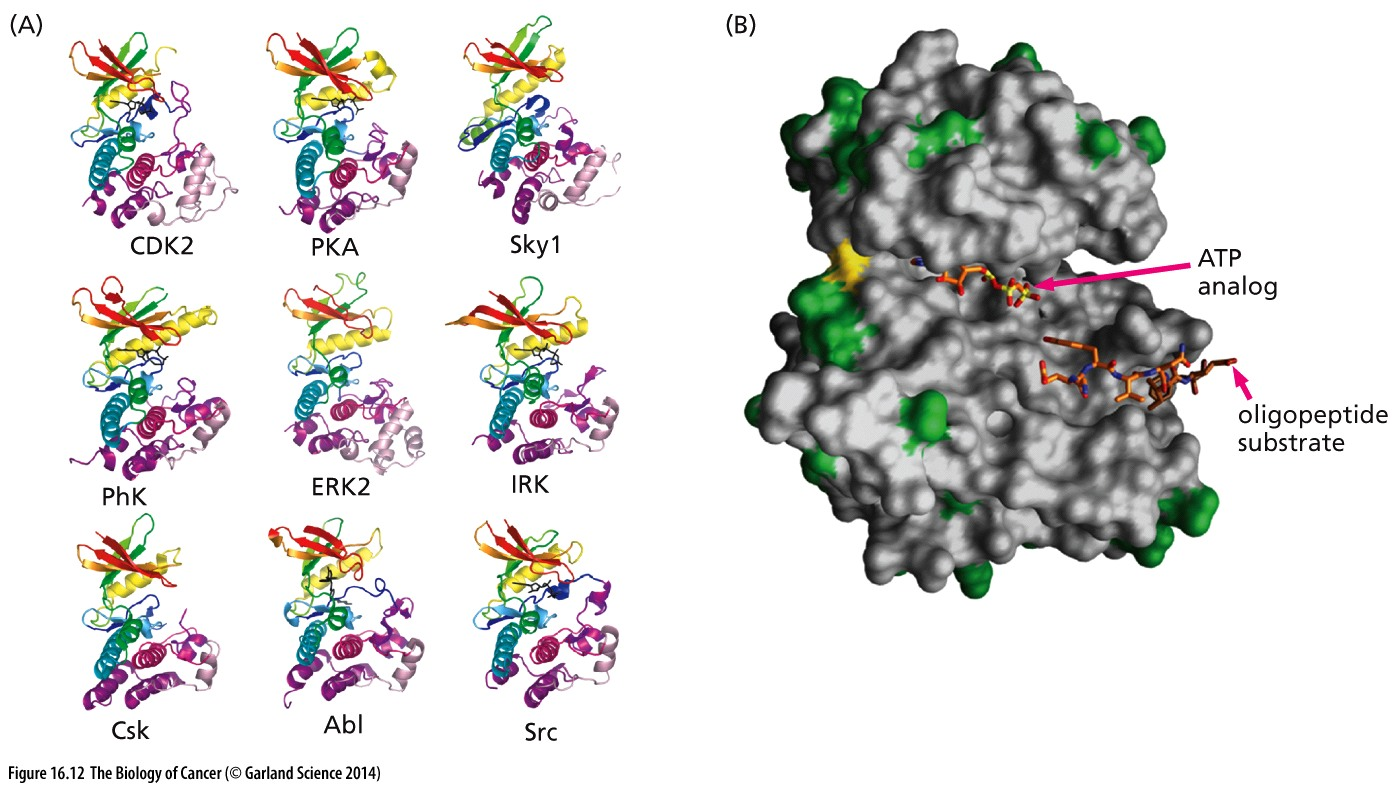 (A)
(B)
CDK2
PKA
Sky1
PhK
ERK2
IRK
Csk
Abl
Src
ATP
analog
oligopeptide
substrate
Figure 16.12 The Biology of Cancer (© Garland Science 2014)